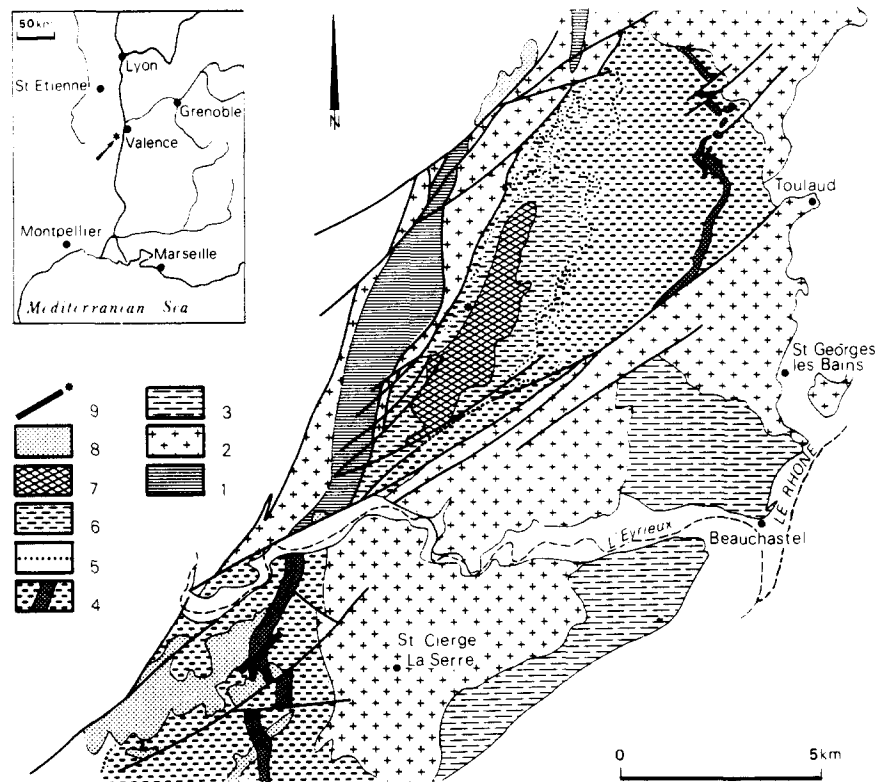 50km
Lyon
St Etienne
Grenoble
Valence
Montpellier
Marseille
Mediterranian Sea
N
Toulaud
St Georges
les Bains
LE RHONE
L'Eyrieux
Beauchastel
St Cierge
La Serre
9
8
7
6
5
4
3
2
1
0 5km